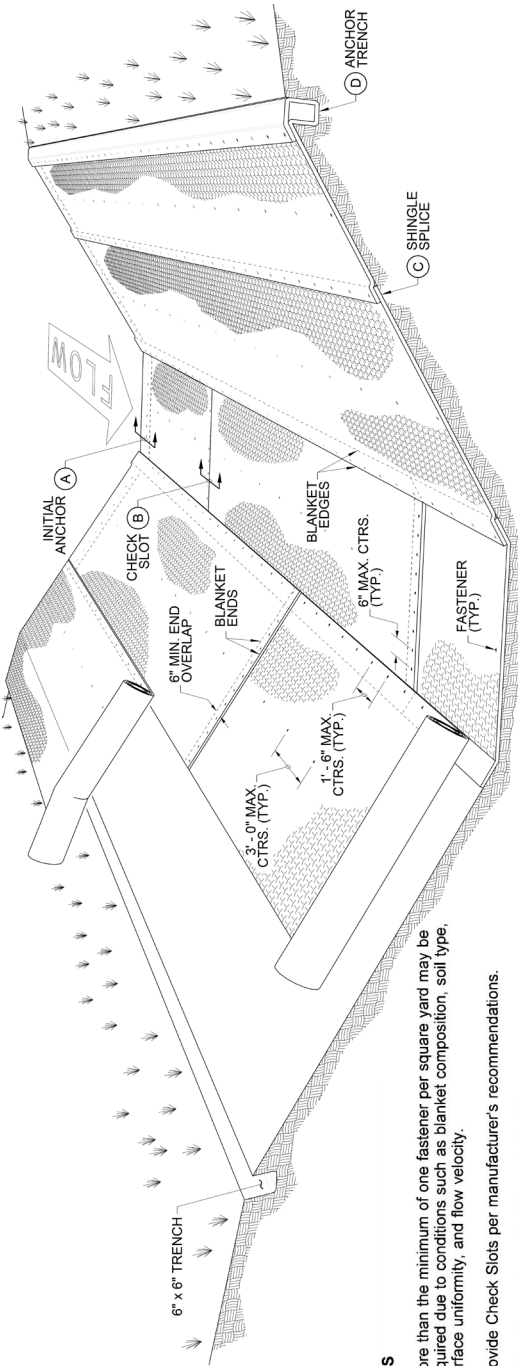 6" x 6" TRENCH
INITIAL
ANCHOR A
CHECK
SLOT B
FLOW
6" MIN. END
OVERLAP
BLANKET
ENDS
3' - 0" MAX.
CTRS. (TYP.)
1' - 6" MAX.
CTRS. (TYP.)
BLANKET
EDGES
6" MAX. CTRS.
(TYP.)
FASTENER
(TYP.)
C SHINGLE
SPLICE
D ANCHOR
TRENCH
S
ore than the minimum of one fastener per square yard may be
quired due to conditions such as blanket composition, soil type,
rface uniformity, and flow velocity.
ovide Check Slots per manufacturer's recommendations.